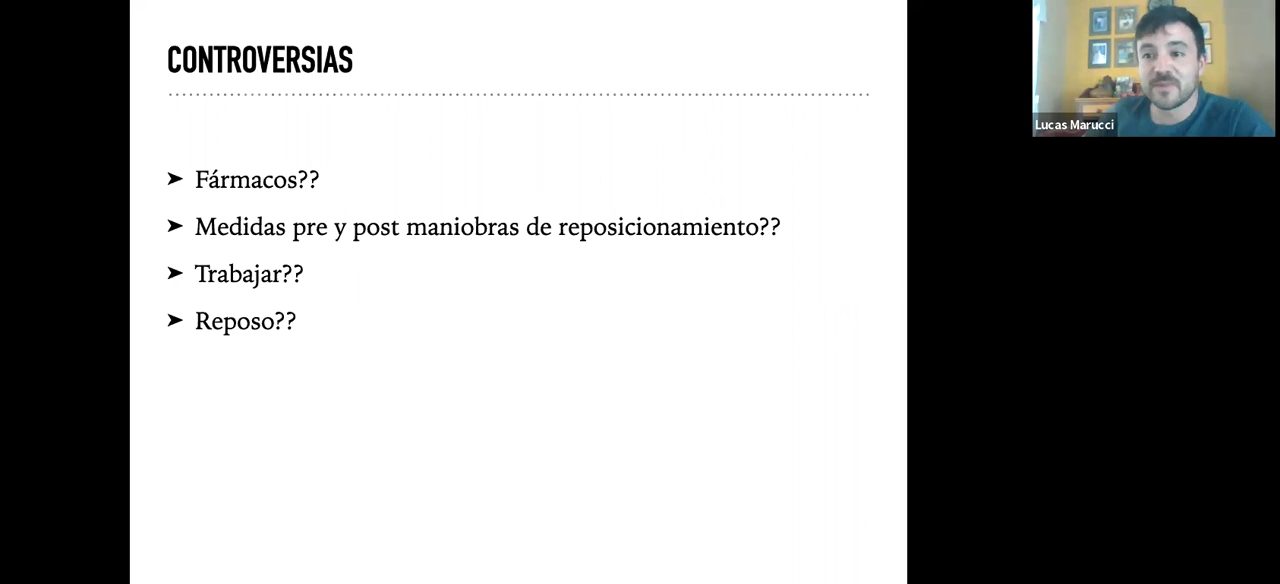 CONTROVERSIAS
Fármacos??
Medidas pre y post maniobras de reposicionamiento??
Trabajar??
Reposo??
Lucas Marucci